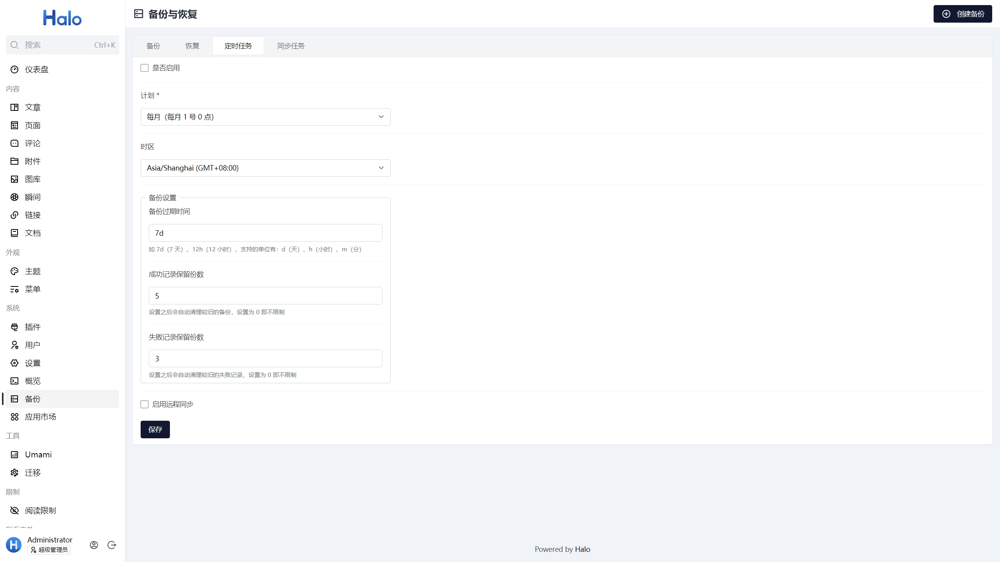 Halo
搜索 Ctrl+K
仪表盘
内容
文章
页面
评论
附件
图库
瞬间
链接
文档
外观
主题
菜单
系统
插件
用户
设置
概览
备份
应用市场
工具
Umami
迁移
限制
阅读限制
Administrator
超级管理员
备份与恢复
创建备份
备份 恢复 定时任务 同步任务
是否启用
计划 *
每月（每月 1 号 0 点）
时区
Asia/Shanghai (GMT+08:00)
备份设置
备份过期时间
7d
如 7d（7 天）、12h（12 小时），支持的单位有：d（天）、h（小时）、m（分）
成功记录保留份数
5
设置之后会自动清理较旧的备份，设置为 0 即不限制
失败记录保留份数
3
设置之后会自动清理较旧的失败记录，设置为 0 即不限制
启用远程同步
保存
Powered by Halo